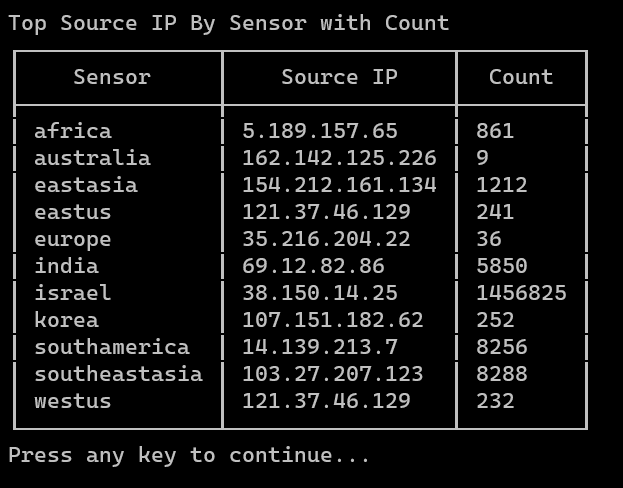 Top Source IP By Sensor with Count
Sensor Source IP Count
africa 5.189.157.65 861
australia 162.142.125.226 9
eastasia 154.212.161.134 1212
eastus 121.37.46.129 241
europe 35.216.204.22 36
india 69.12.82.86 5850
israel 38.150.14.25 1456825
korea 107.151.182.62 252
southamerica 14.139.213.7 8256
southeastasia 103.27.207.123 8288
westus 121.37.46.129 232
Press any key to continue...